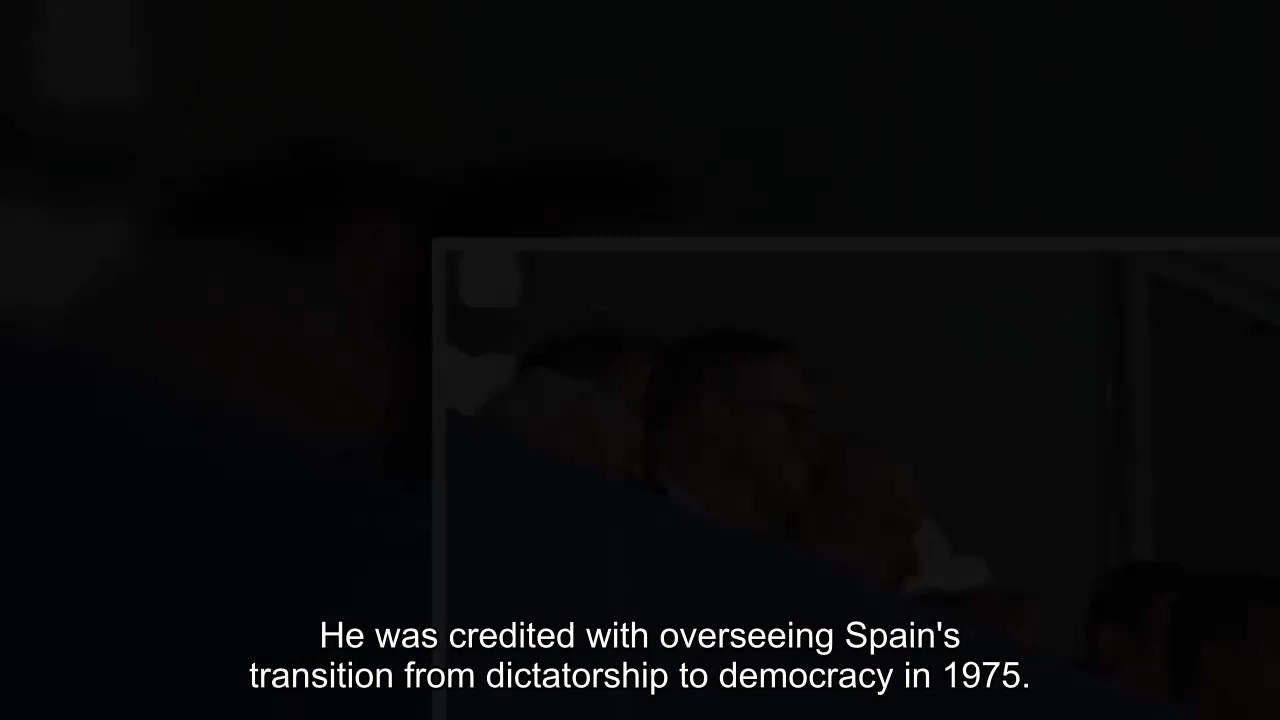 He was credited with overseeing Spain's
transition from dictatorship to democracy in 1975.